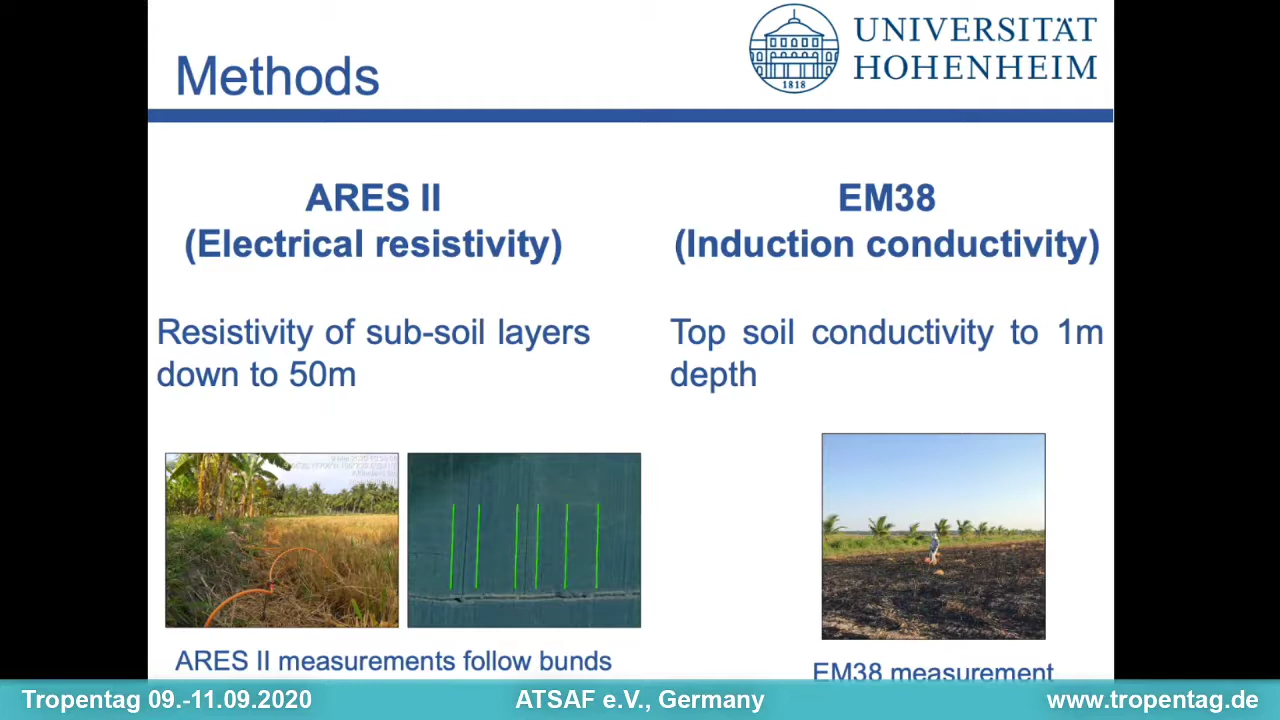 Methods
UNIVERSITÄT
HOHENHEIM
1818
ARES II
(Electrical resistivity)
EM38
(Induction conductivity)
Resistivity of sub-soil layers
down to 50m
Top soil conductivity to 1m
depth
ARES II measurements follow bunds
EM38 measurement
Tropentag 09.-11.09.2020
ATSAF e.V., Germany
www.tropentag.de